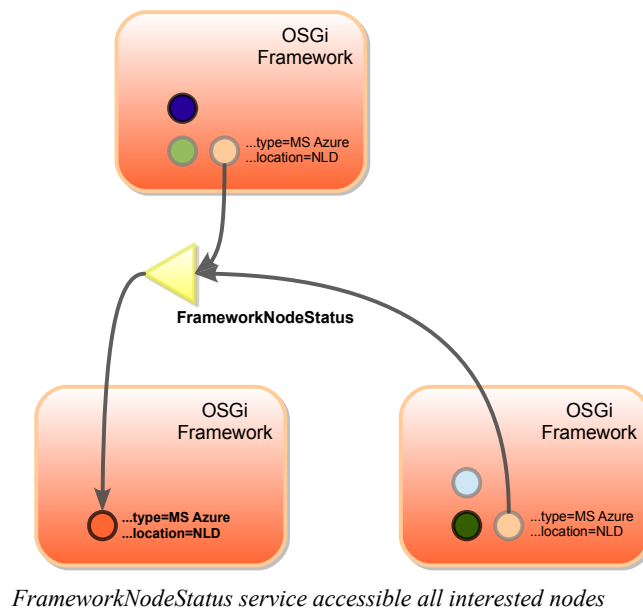 OSGi
Framework
...type=MS Azure
...location=NLD
FrameworkNodeStatus
OSGi
Framework
...type=MS Azure
...location=NLD
OSGi
Framework
...type=MS Azure
...location=NLD
FrameworkNodeStatus service accessible all interested nodes